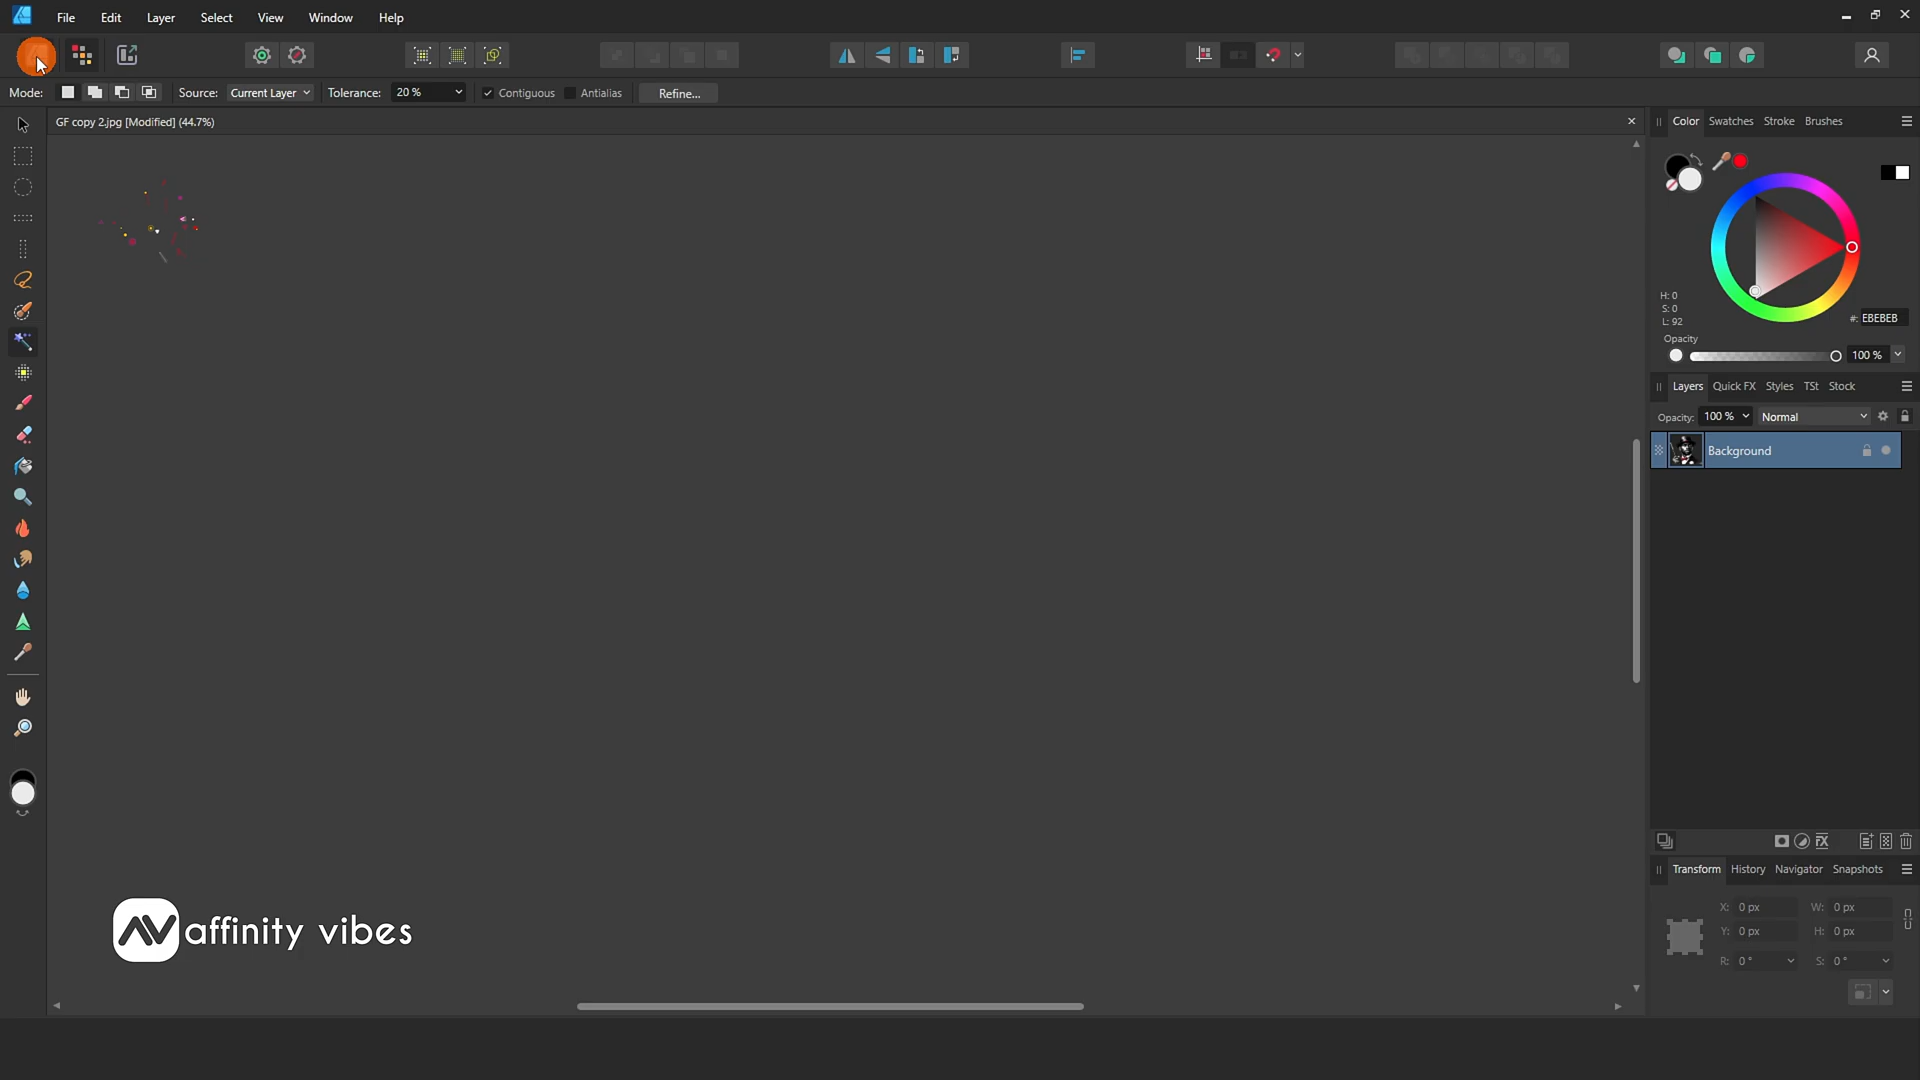 File Edit Layer Select View Window Help
Mode: Source: Current Layer Tolerance: 20 % Contiguous Antialias Refine...
GF copy 2.jpg [Modified] (44.7%)
Color Swatches Stroke Brushes
H: 0
S: 0
L: 92
#: EBEBEB
Opacity
100 %
Layers Quick FX Styles TSt Stock
Opacity: 100 % Normal
Background
Transform History Navigator Snapshots
X: 0 px W: 0 px
Y: 0 px H: 0 px
R: 0 ° S: 0 °
affinity vibes